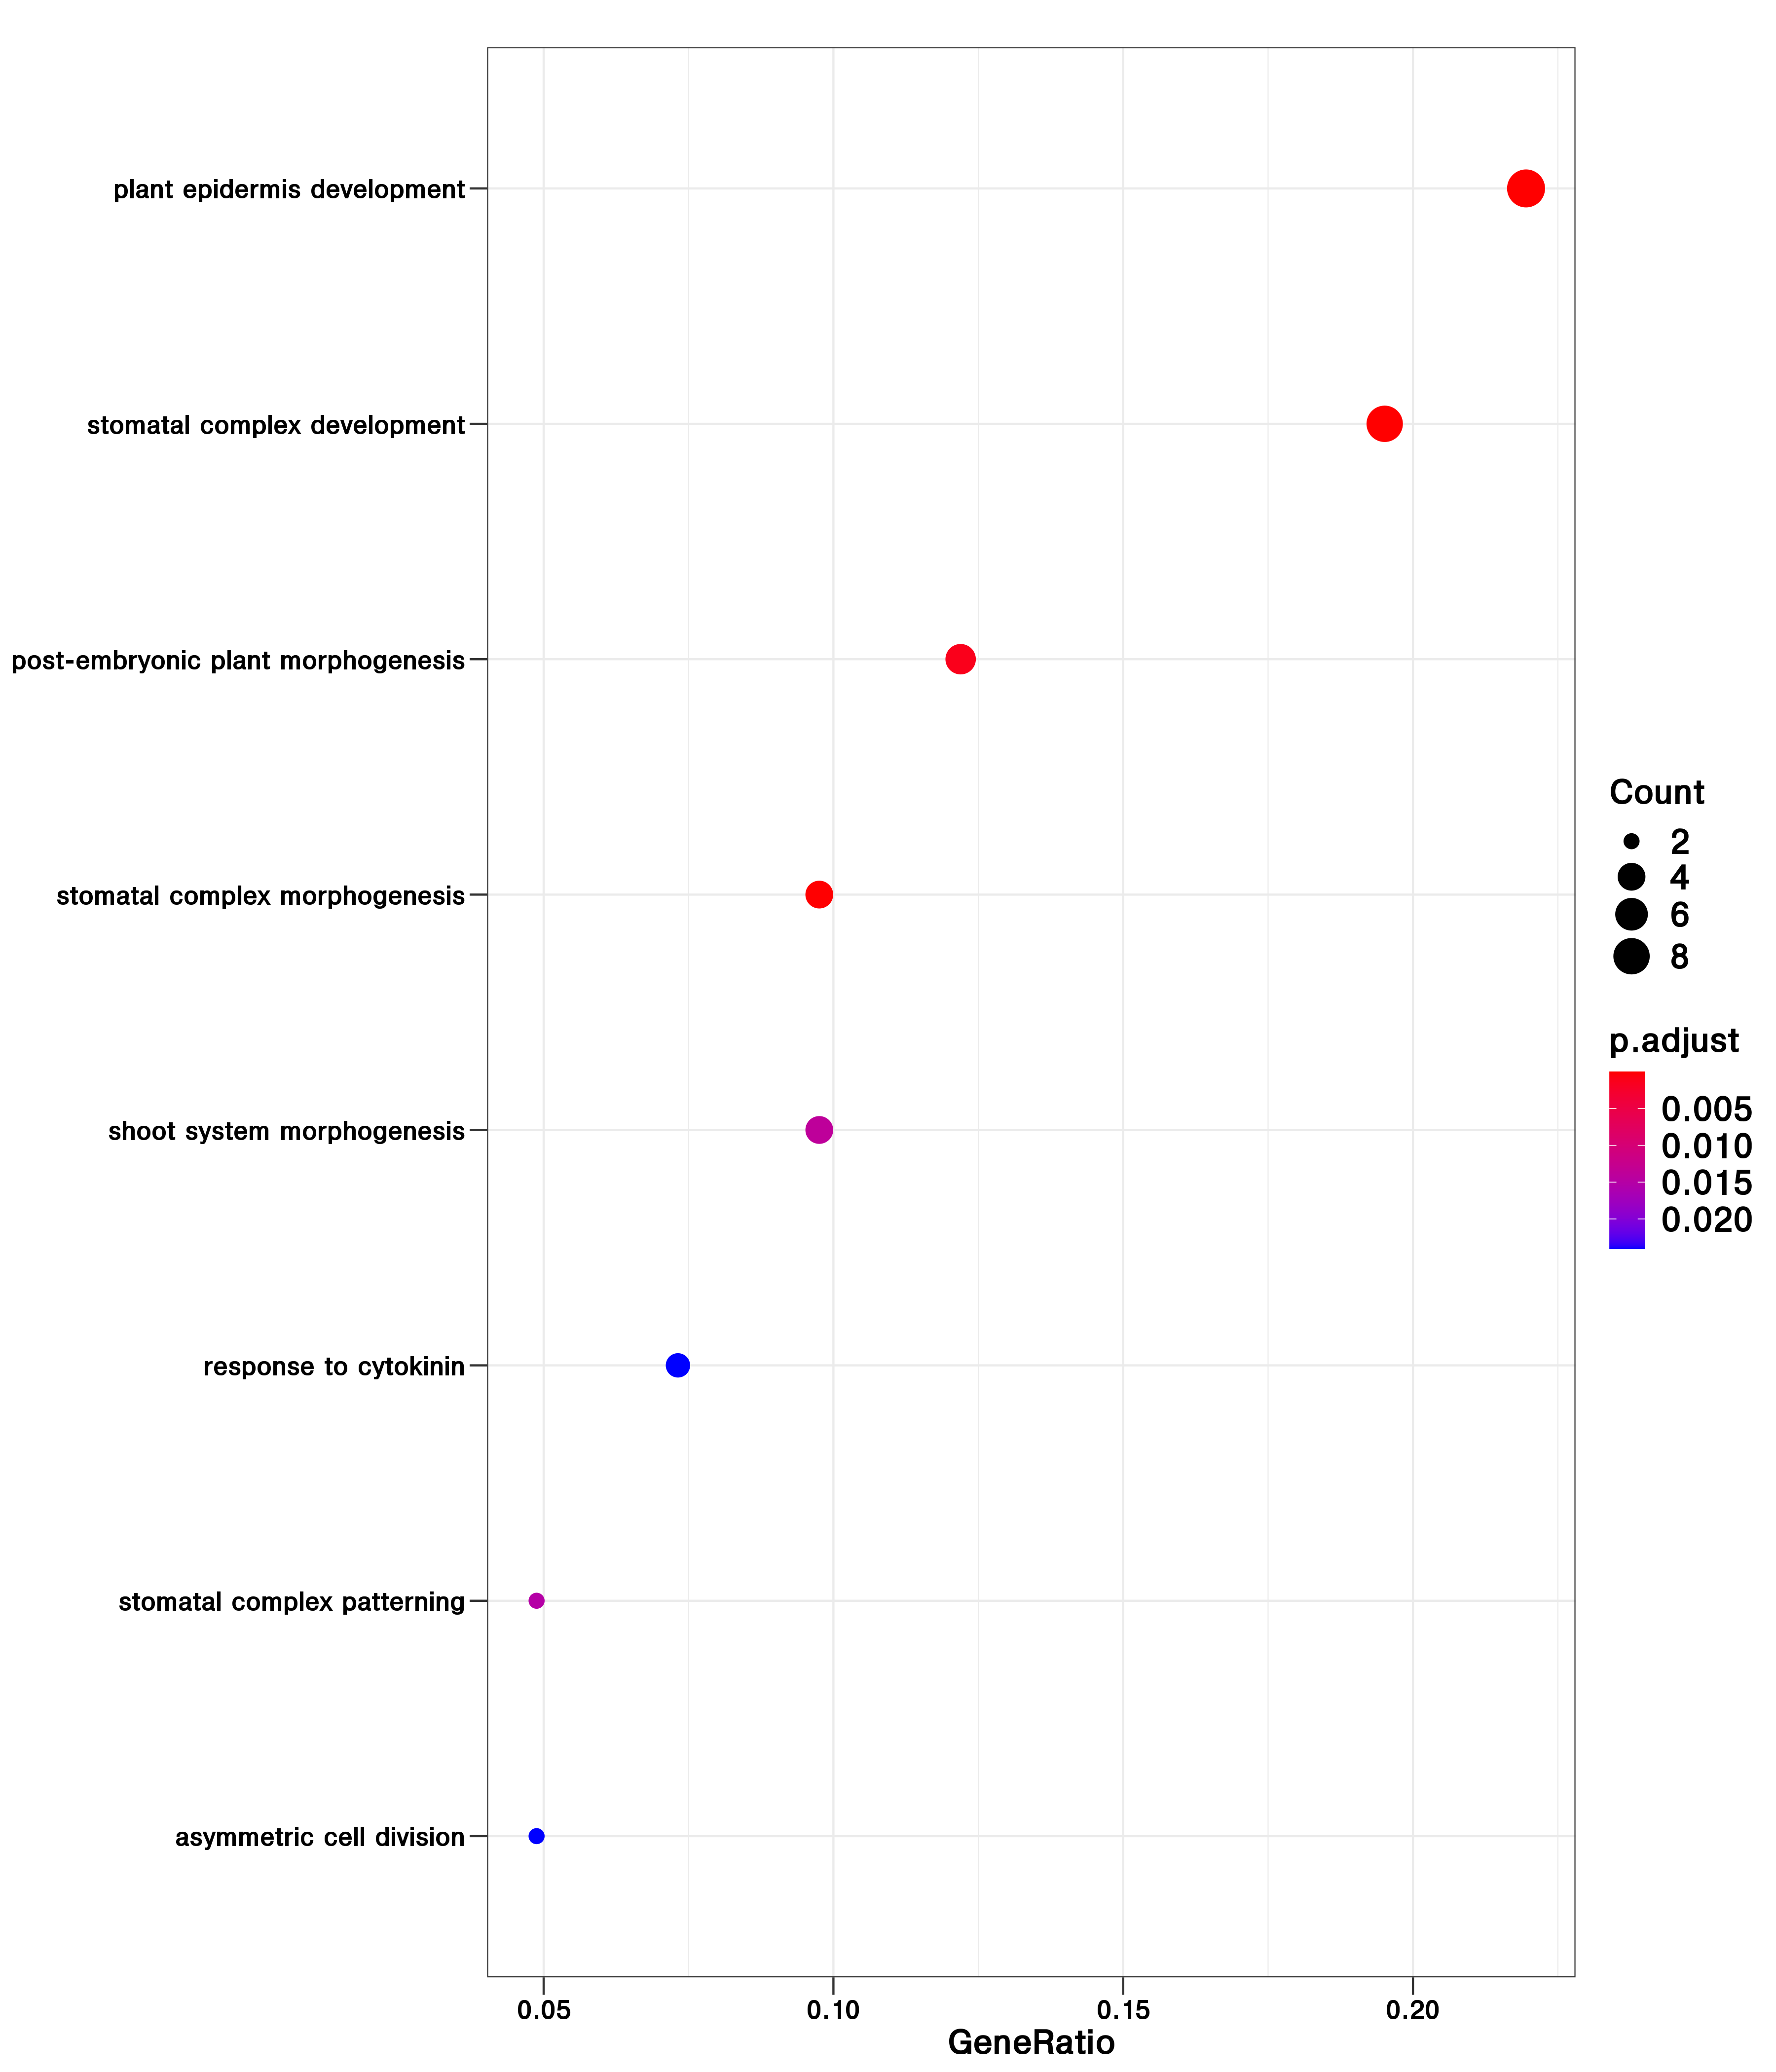 plant epidermis development
stomatal complex development
post-embryonic plant morphogenesis
stomatal complex morphogenesis
shoot system morphogenesis
response to cytokinin
stomatal complex patterning
asymmetric cell division
0.05 0.10 0.15 0.20
GeneRatio
Count
2
4
6
8
p.adjust
0.005
0.010
0.015
0.020